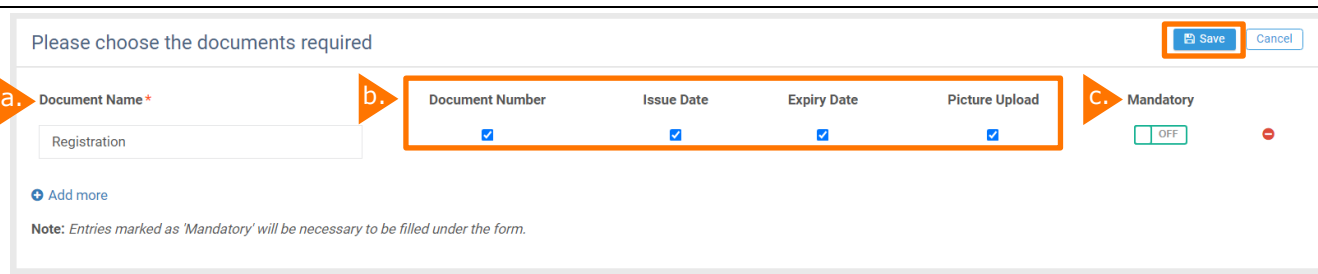 Please choose the documents required
Save Cancel
a. Document Name * b. Document Number Issue Date Expiry Date Picture Upload c. Mandatory
Registration OFF
Add more
Note: Entries marked as 'Mandatory' will be necessary to be filled under the form.